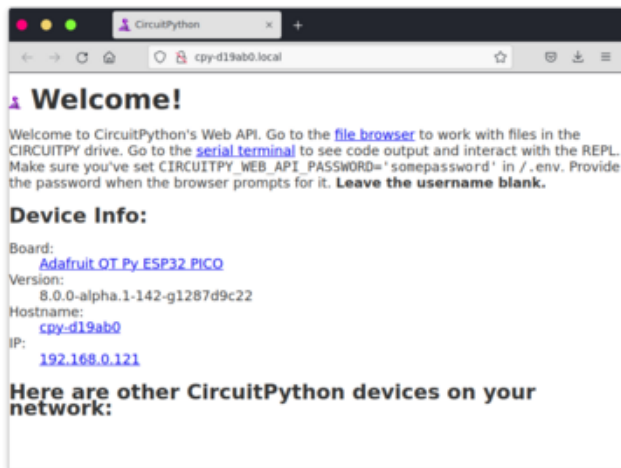 CircuitPython
cpy-d19ab0.local
Welcome!
Welcome to CircuitPython's Web API. Go to the file browser to work with files in the
CIRCUITPY drive. Go to the serial terminal to see code output and interact with the REPL.
Make sure you've set CIRCUITPY_WEB_API_PASSWORD='somepassword' in /.env. Provide
the password when the browser prompts for it. Leave the username blank.
Device Info:
Board:
Adafruit QT Py ESP32 PICO
Version:
8.0.0-alpha.1-142-g1287d9c22
Hostname:
cpy-d19ab0
IP:
192.168.0.121
Here are other CircuitPython devices on your
network: